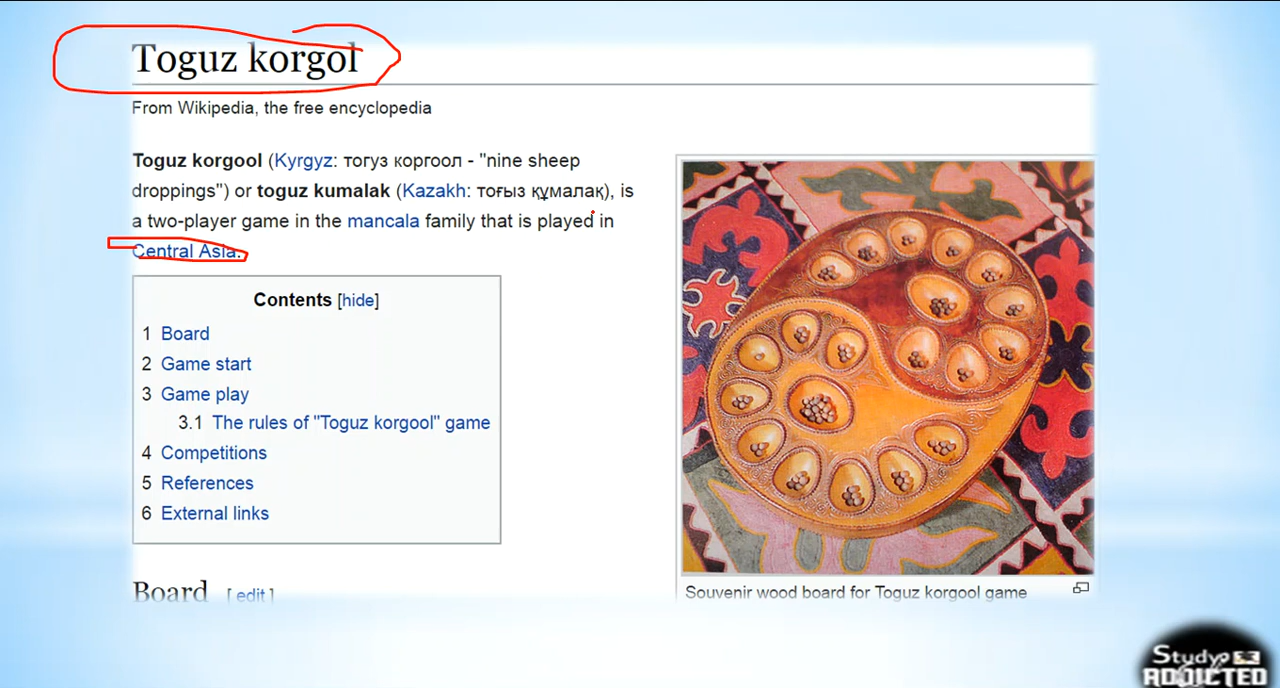 Toguz korgol
From Wikipedia, the free encyclopedia
Toguz korgool (Kyrgyz: тогуз коргоол - "nine sheep
droppings") or toguz kumalak (Kazakh: тоғыз құмалақ), is
a two-player game in the mancala family that is played in
Central Asia.
Contents [hide]
1 Board
2 Game start
3 Game play
3.1 The rules of "Toguz korgool" game
4 Competitions
5 References
6 External links
Board [ edit ]
Souvenir wood board for Toguz korgool game
Study
ADDICTED